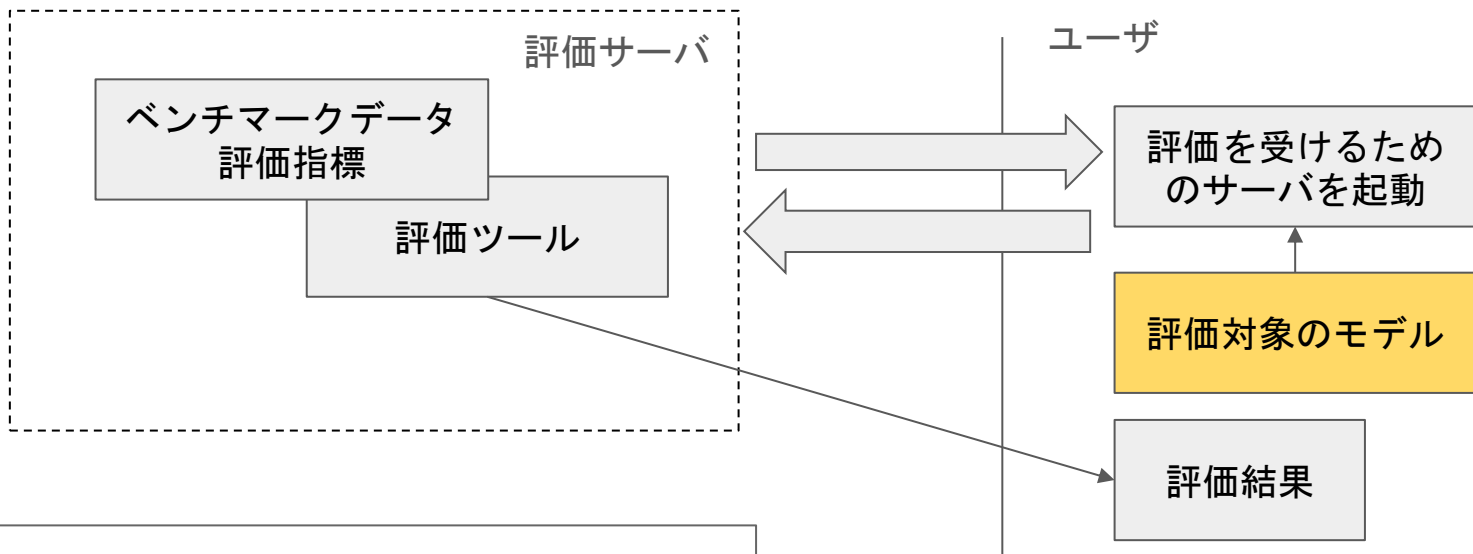 評価サーバ
ユーザ
ベンチマークデータ
評価指標
評価ツール
評価を受けるため
のサーバを起動
評価対象のモデル
評価結果